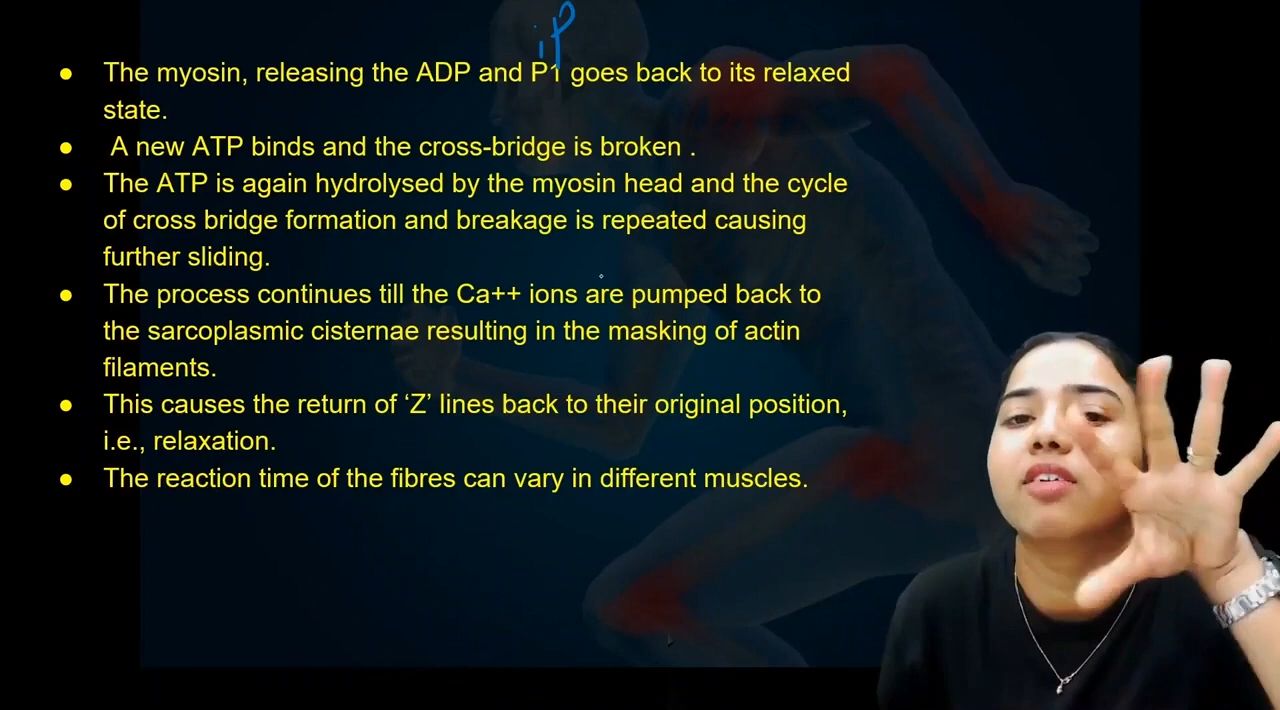 iP
● The myosin, releasing the ADP and P1 goes back to its relaxed
state.
● A new ATP binds and the cross-bridge is broken .
● The ATP is again hydrolysed by the myosin head and the cycle
of cross bridge formation and breakage is repeated causing
further sliding.
● The process continues till the Ca++ ions are pumped back to
the sarcoplasmic cisternae resulting in the masking of actin
filaments.
● This causes the return of ‘Z’ lines back to their original position,
i.e., relaxation.
● The reaction time of the fibres can vary in different muscles.